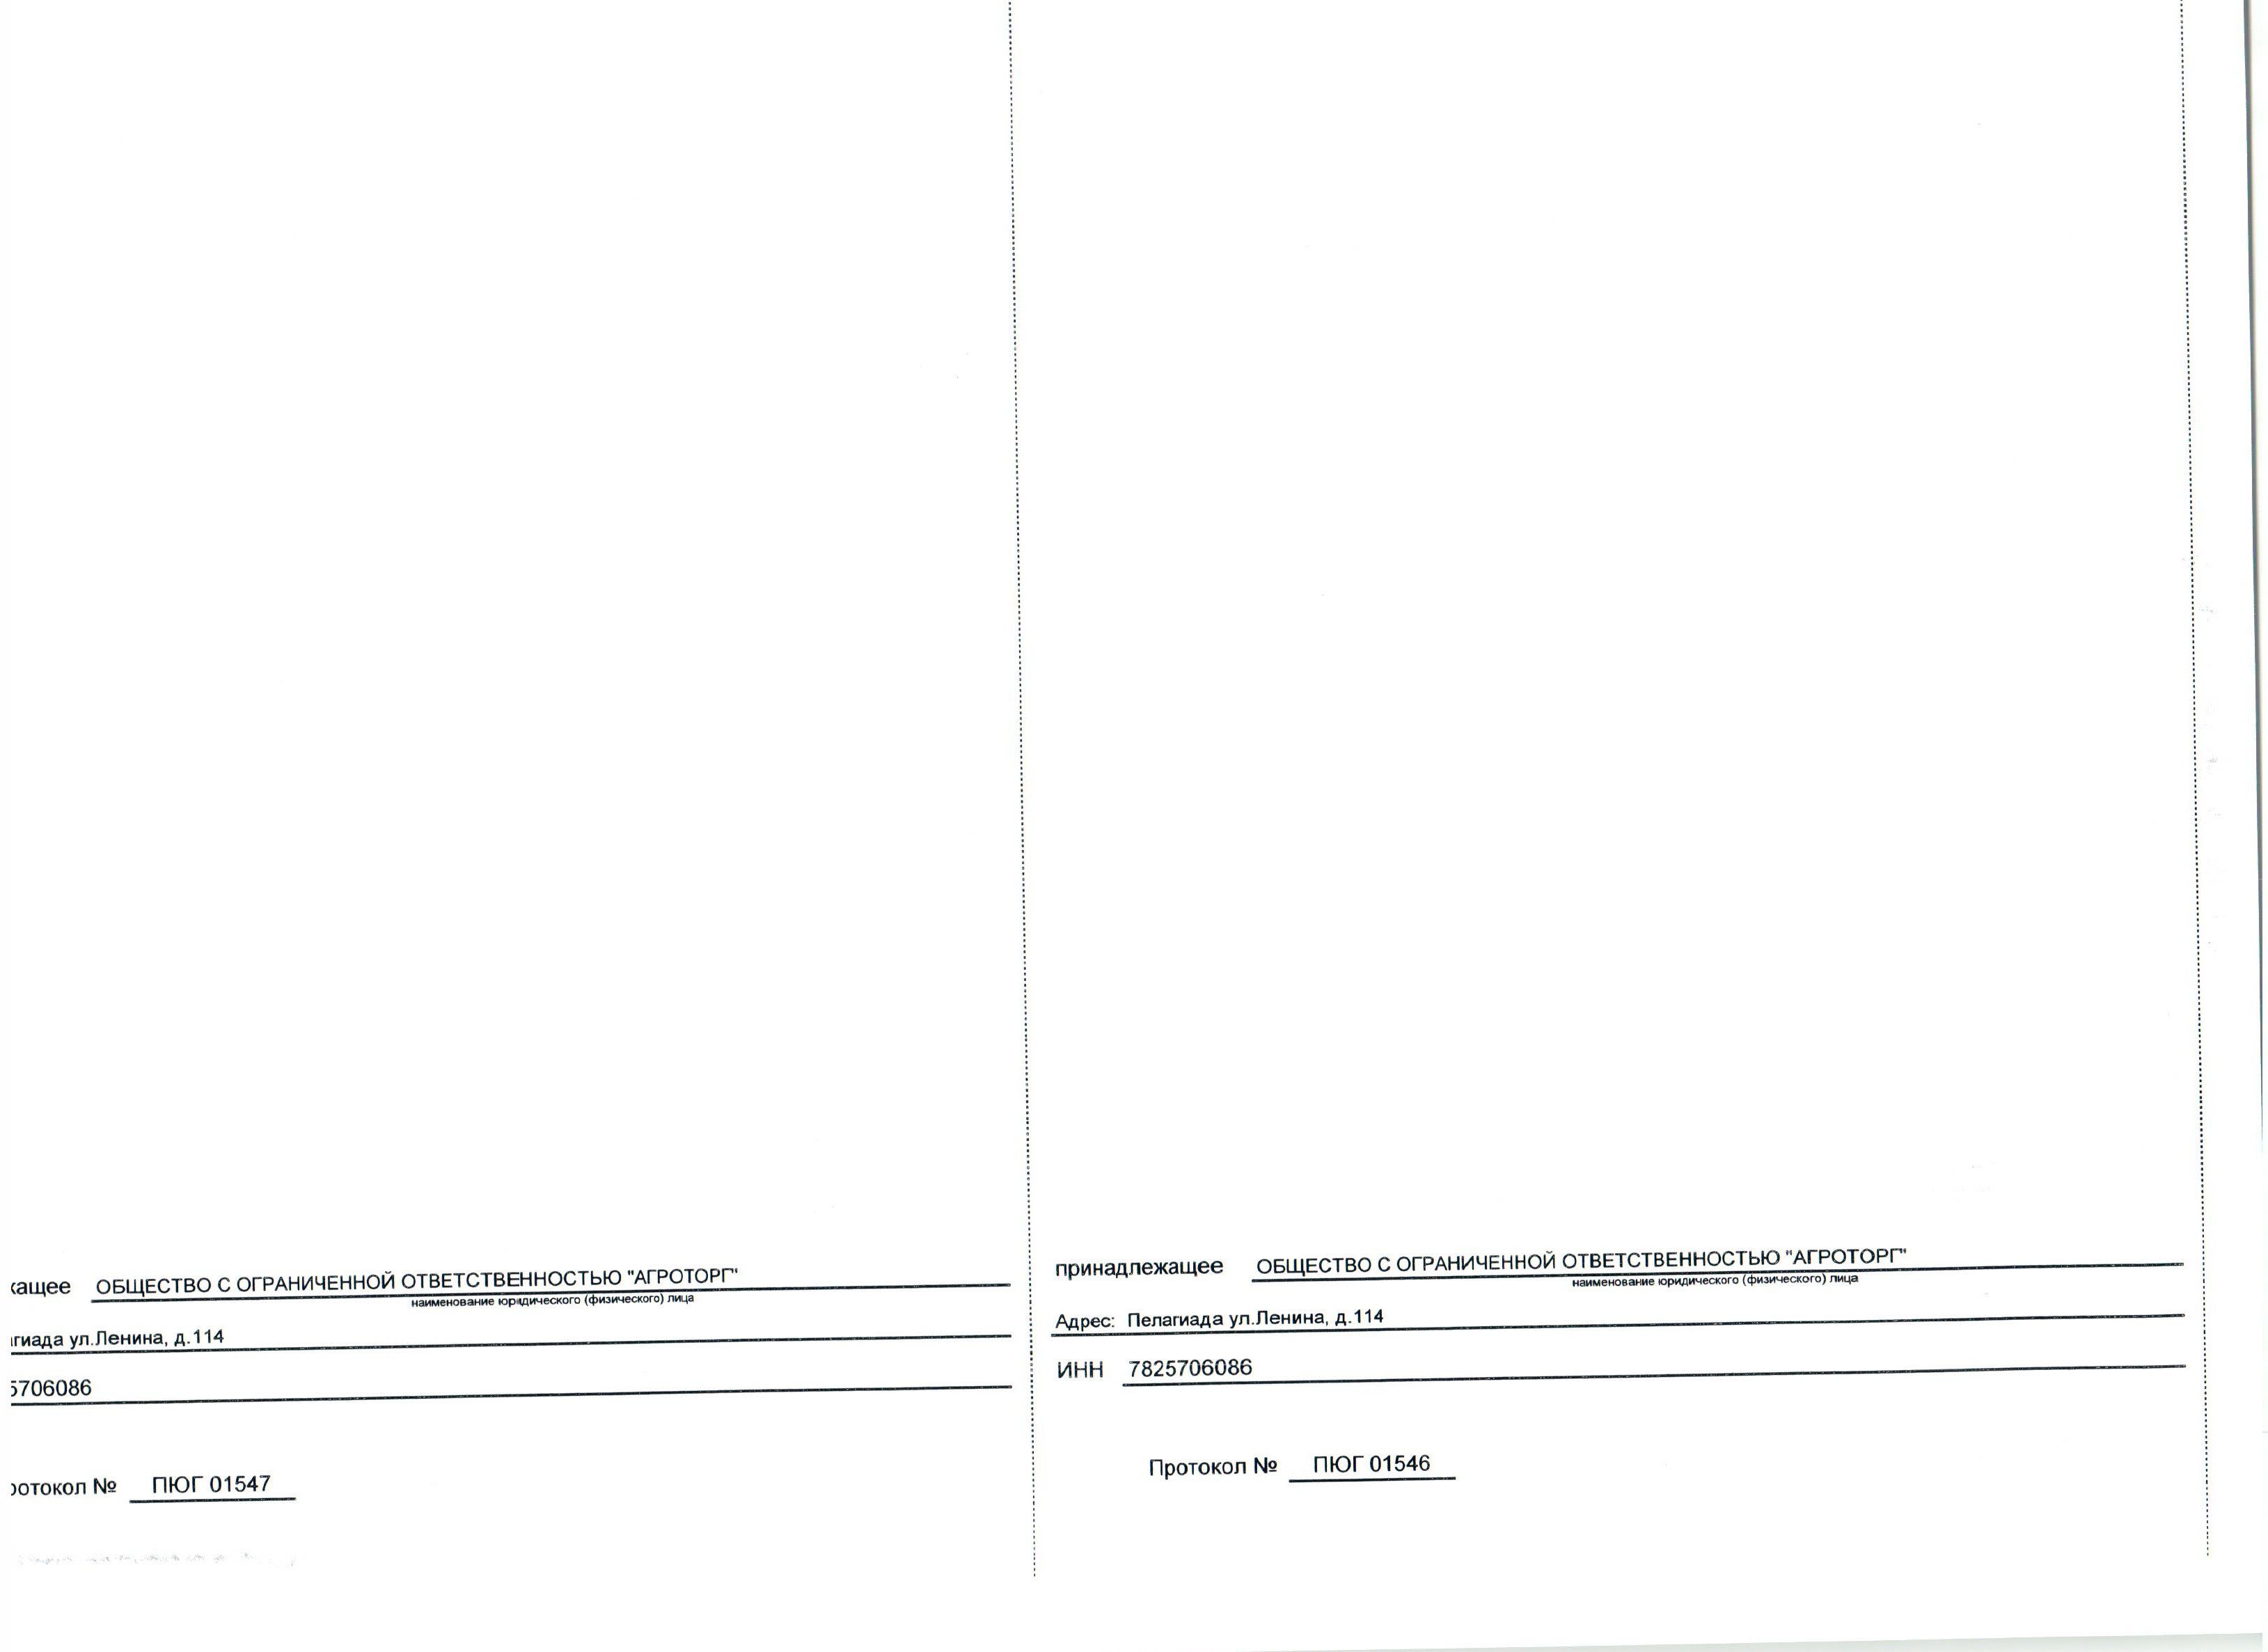 кащее ОБЩЕСТВО С ОГРАНИЧЕННОЙ ОТВЕТСТВЕННОСТЬЮ "АГРОТОРГ"
наименование юридического (физического) лица
гиада ул.Ленина, д.114
5706086
ротокол № ПЮГ 01547
принадлежащее ОБЩЕСТВО С ОГРАНИЧЕННОЙ ОТВЕТСТВЕННОСТЬЮ "АГРОТОРГ"
наименование юридического (физического) лица
Адрес: Пелагиада ул.Ленина, д.114
ИНН 7825706086
Протокол № ПЮГ 01546